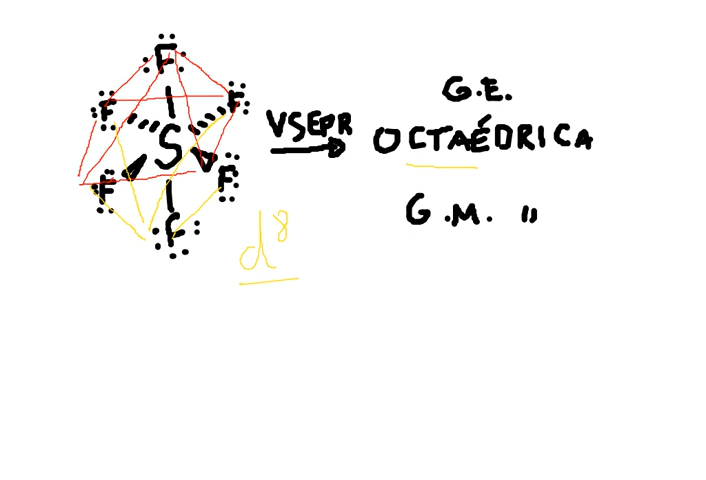 F
F F
S
F F
F
VSEPR
G.E.
OCTAÉDRICA
G.M. "
d8